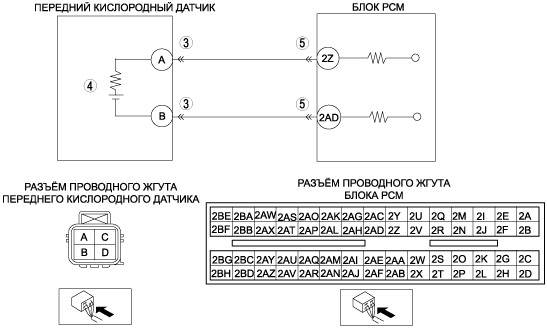 ПЕРЕДНИЙ КИСЛОРОДНЫЙ ДАТЧИК
БЛОК PCM
3
5
A
2Z
4
3
5
B
2AD
РАЗЪЁМ ПРОВОДНОГО ЖГУТА
ПЕРЕДНЕГО КИСЛОРОДНОГО ДАТЧИКА
РАЗЪЁМ ПРОВОДНОГО ЖГУТА
БЛОКА PCM
A C
B D
2BE 2BA 2AW 2AS 2AO 2AK 2AG 2AC 2Y 2U 2Q 2M 2I 2E 2A
2BF 2BB 2AX 2AT 2AP 2AL 2AH 2AD 2Z 2V 2R 2N 2J 2F 2B
2BG 2BC 2AY 2AU 2AQ 2AM 2AI 2AE 2AA 2W 2S 2O 2K 2G 2C
2BH 2BD 2AZ 2AV 2AR 2AN 2AJ 2AF 2AB 2X 2T 2P 2L 2H 2D